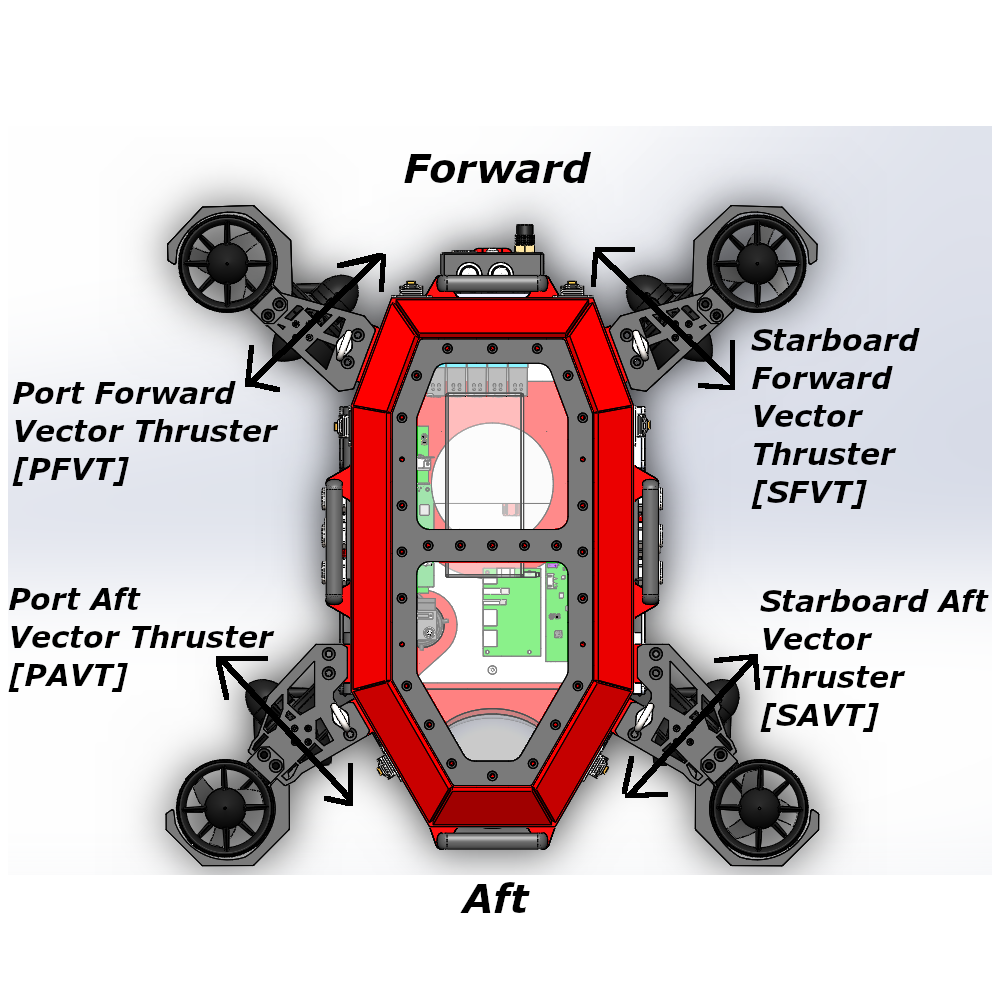 Forward
Port Forward
Vector Thruster
[PFVT]
Starboard
Forward
Vector
Thruster
[SFVT]
Port Aft
Vector Thruster
[PAVT]
Starboard Aft
Vector
Thruster
[SAVT]
Aft